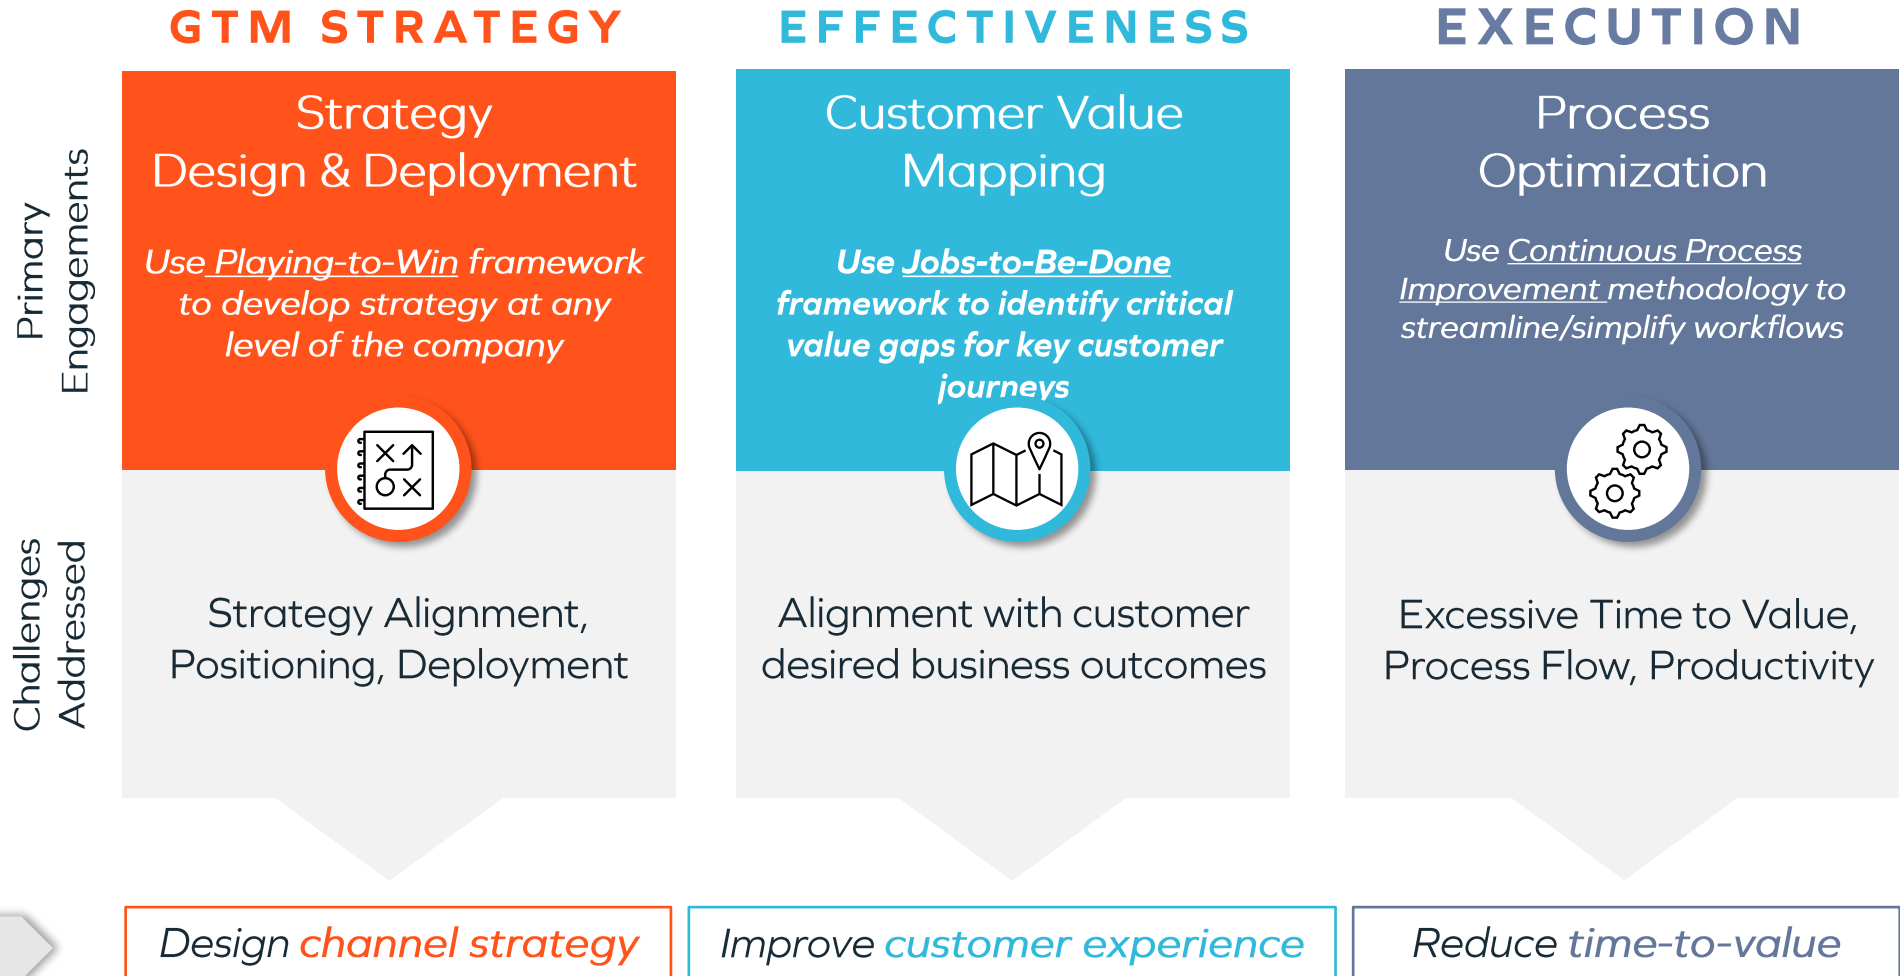 GTM STRATEGY
EFFECTIVENESS
EXECUTION
Primary
Engagements
Strategy
Design & Deployment
Use Playing-to-Win framework
to develop strategy at any
level of the company
Customer Value
Mapping
Use Jobs-to-Be-Done
framework to identify critical
value gaps for key customer
journeys
Process
Optimization
Use Continuous Process
Improvement methodology to
streamline/simplify workflows
Challenges
Addressed
Strategy Alignment,
Positioning, Deployment
Alignment with customer
desired business outcomes
Excessive Time to Value,
Process Flow, Productivity
Design channel strategy
Improve customer experience
Reduce time-to-value